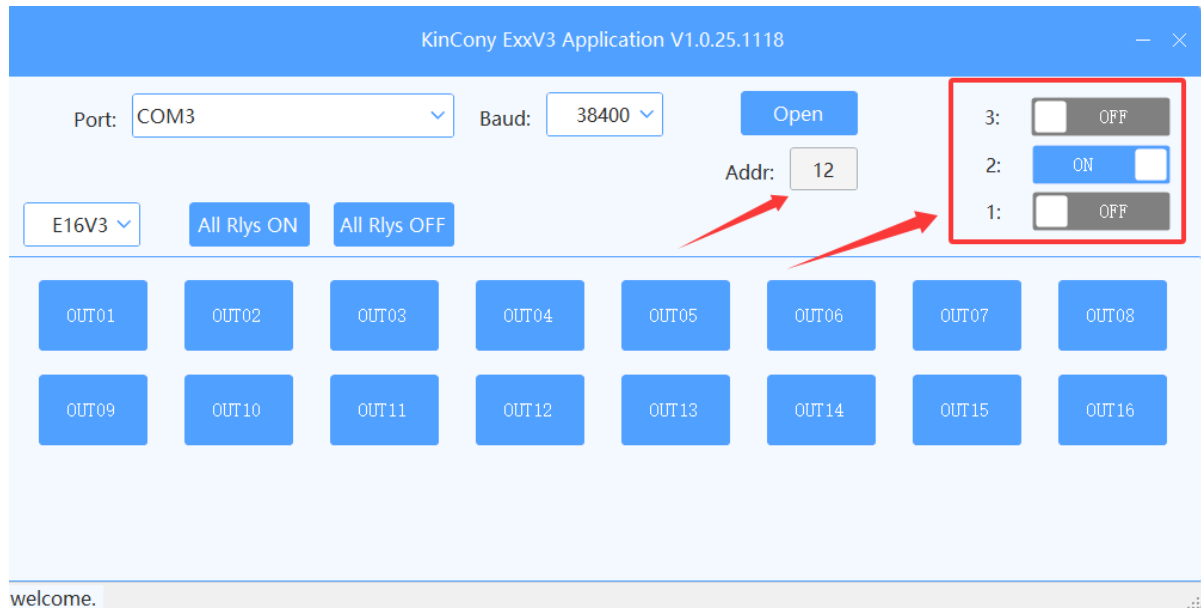 KinCony ExxV3 Application V1.0.25.1118
Port: COM3 Baud: 38400 Open 3: OFF
Addr: 12 2: ON
E16V3 All Rlys ON All Rlys OFF 1: OFF
OUT01 OUT02 OUT03 OUT04 OUT05 OUT06 OUT07 OUT08
OUT09 OUT10 OUT11 OUT12 OUT13 OUT14 OUT15 OUT16
welcome.